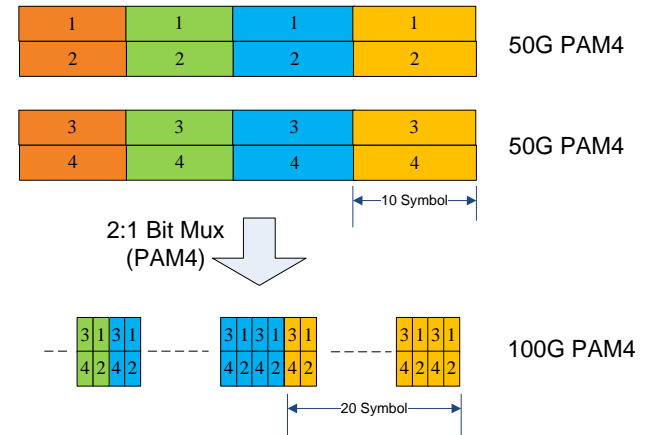 1 1 1 1
2 2 2 2
50G PAM4
3 3 3 3
4 4 4 4
50G PAM4
10 Symbol
2:1 Bit Mux
(PAM4)
3 1 3 1 3 1 3 1 3 1 3 1 3 1
4 2 4 2 4 2 4 2 4 2 4 2 4 2
100G PAM4
20 Symbol